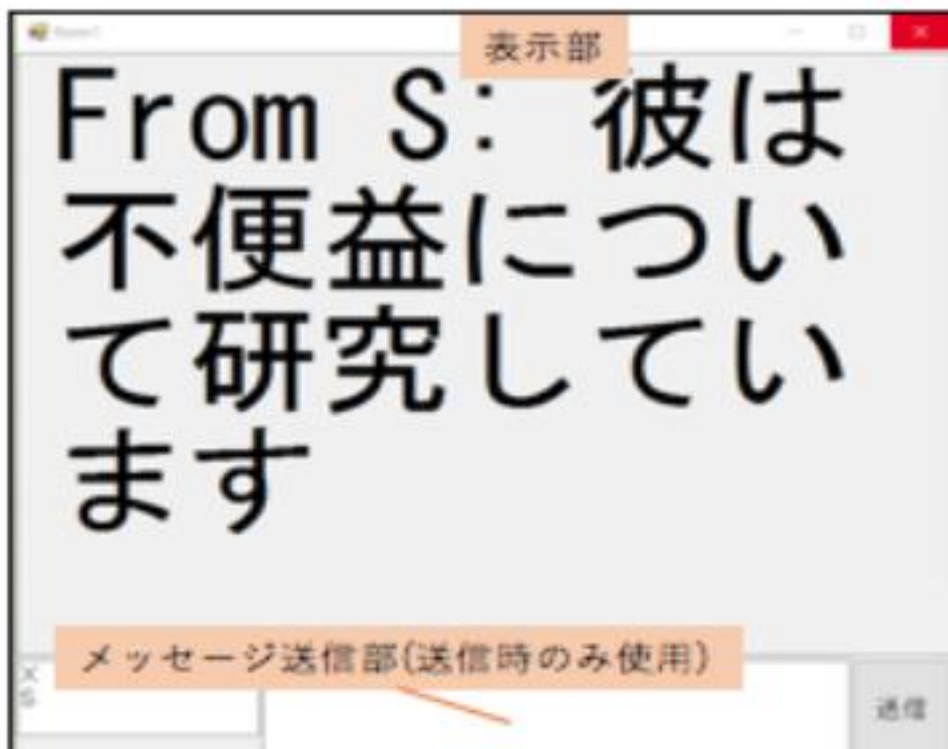 表示部
From S: 彼は
不便益につい
て研究してい
ます
メッセージ送信部(送信時のみ使用)
X
S
送信